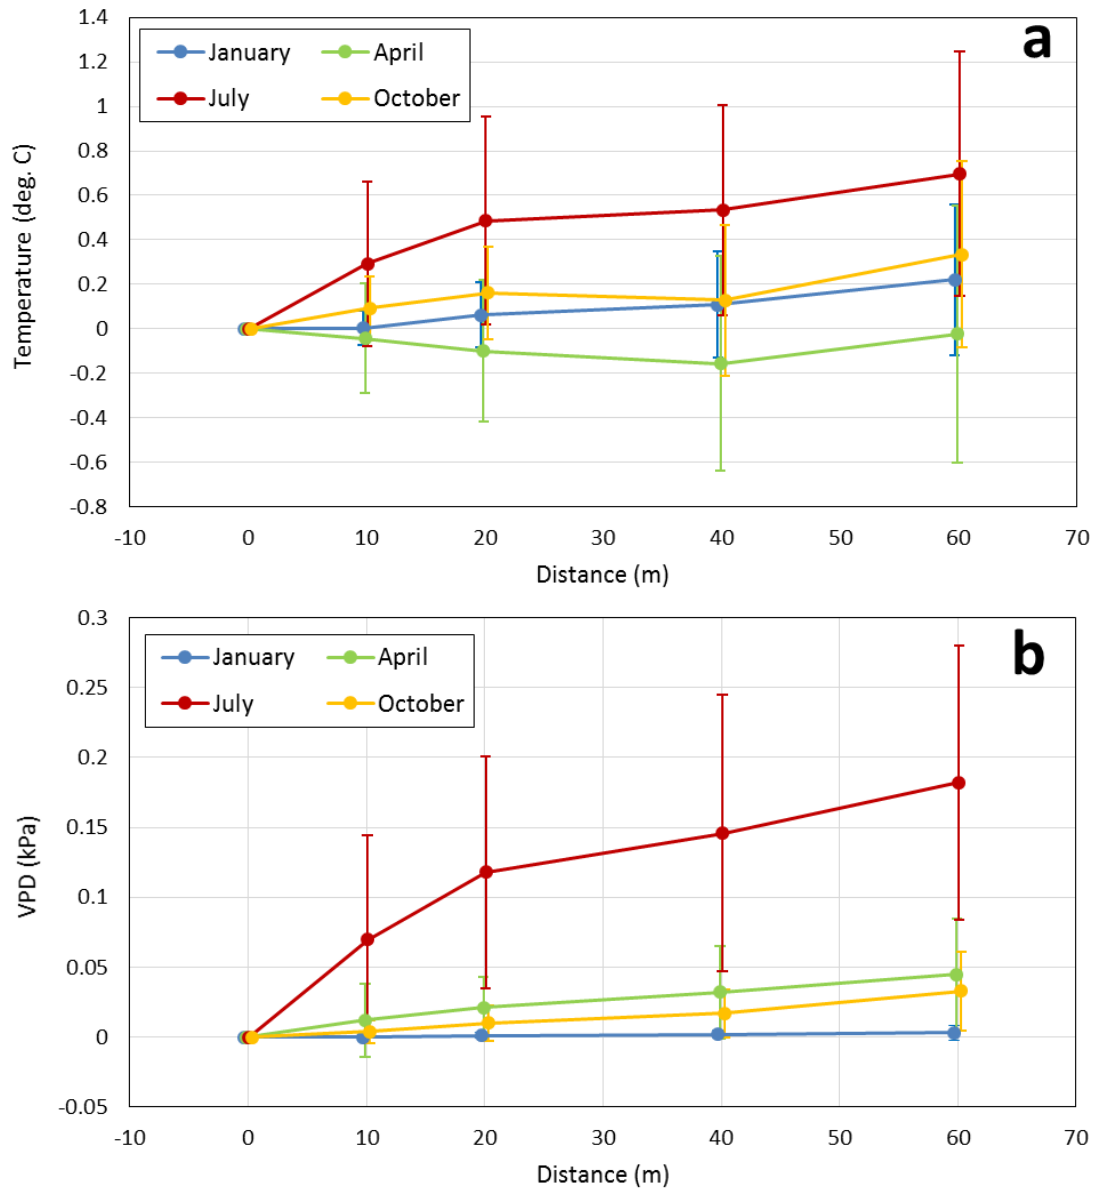 1.4
a
January April
1.2
July October
1
0.8
0.6
0.4
0.2
0
-0.2
-0.4
-0.6
-0.8
Temperature (deg. C)
-10 0 10 20 30 40 50 60 70
Distance (m)
0.3
b
January April
0.25
July October
0.2
0.15
0.1
0.05
0
-0.05
VPD (kPa)
-10 0 10 20 30 40 50 60 70
Distance (m)